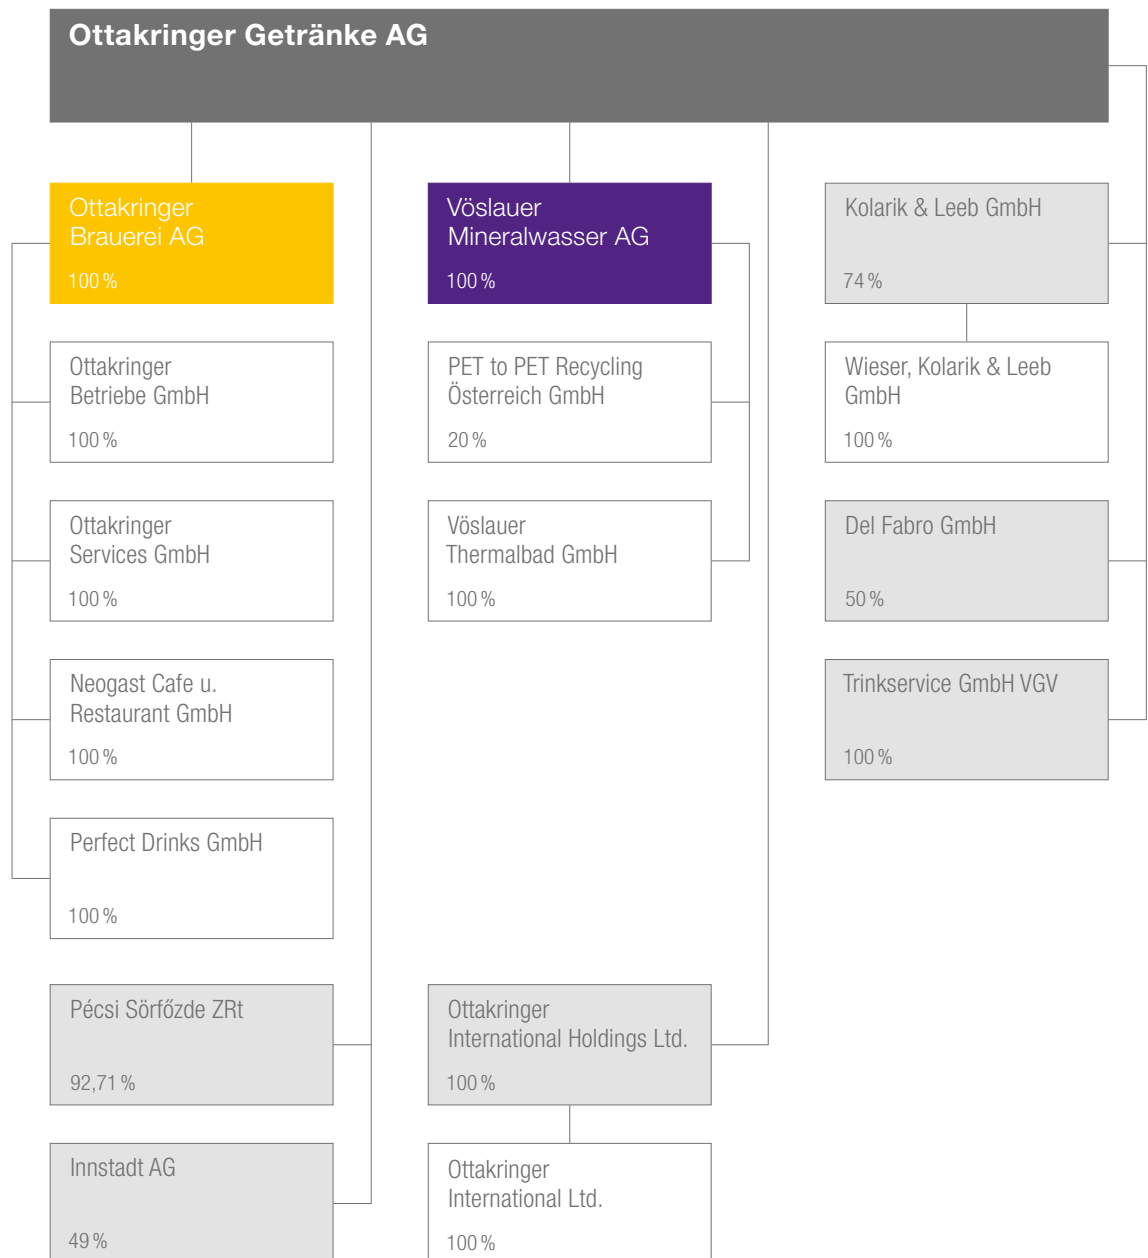 Ottakringer Getränke AG
Ottakringer
Brauerei AG
100 %
Ottakringer
Betriebe GmbH
100 %
Ottakringer
Services GmbH
100 %
Neogast Cafe u.
Restaurant GmbH
100 %
Perfect Drinks GmbH
100 %
Pécsi Sörfőzde ZRt
92,71 %
Innstadt AG
49 %
Vöslauer
Mineralwasser AG
100 %
PET to PET Recycling
Österreich GmbH
20 %
Vöslauer
Thermalbad GmbH
100 %
Ottakringer
International Holdings Ltd.
100 %
Ottakringer
International Ltd.
100 %
Kolarik & Leeb GmbH
74 %
Wieser, Kolarik & Leeb
GmbH
100 %
Del Fabro GmbH
50 %
Trinkservice GmbH VGV
100 %